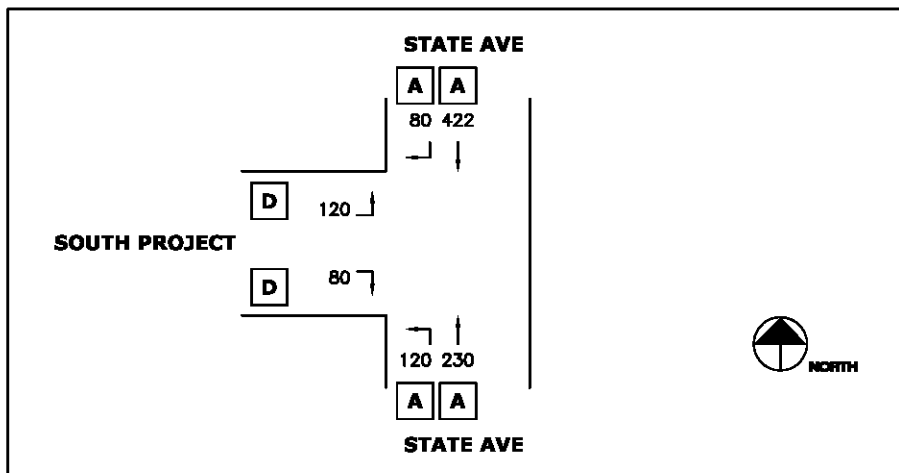 STATE AVE
A A
80 422
D
120
SOUTH PROJECT
80
D
120 230
NORTH
A A
STATE AVE